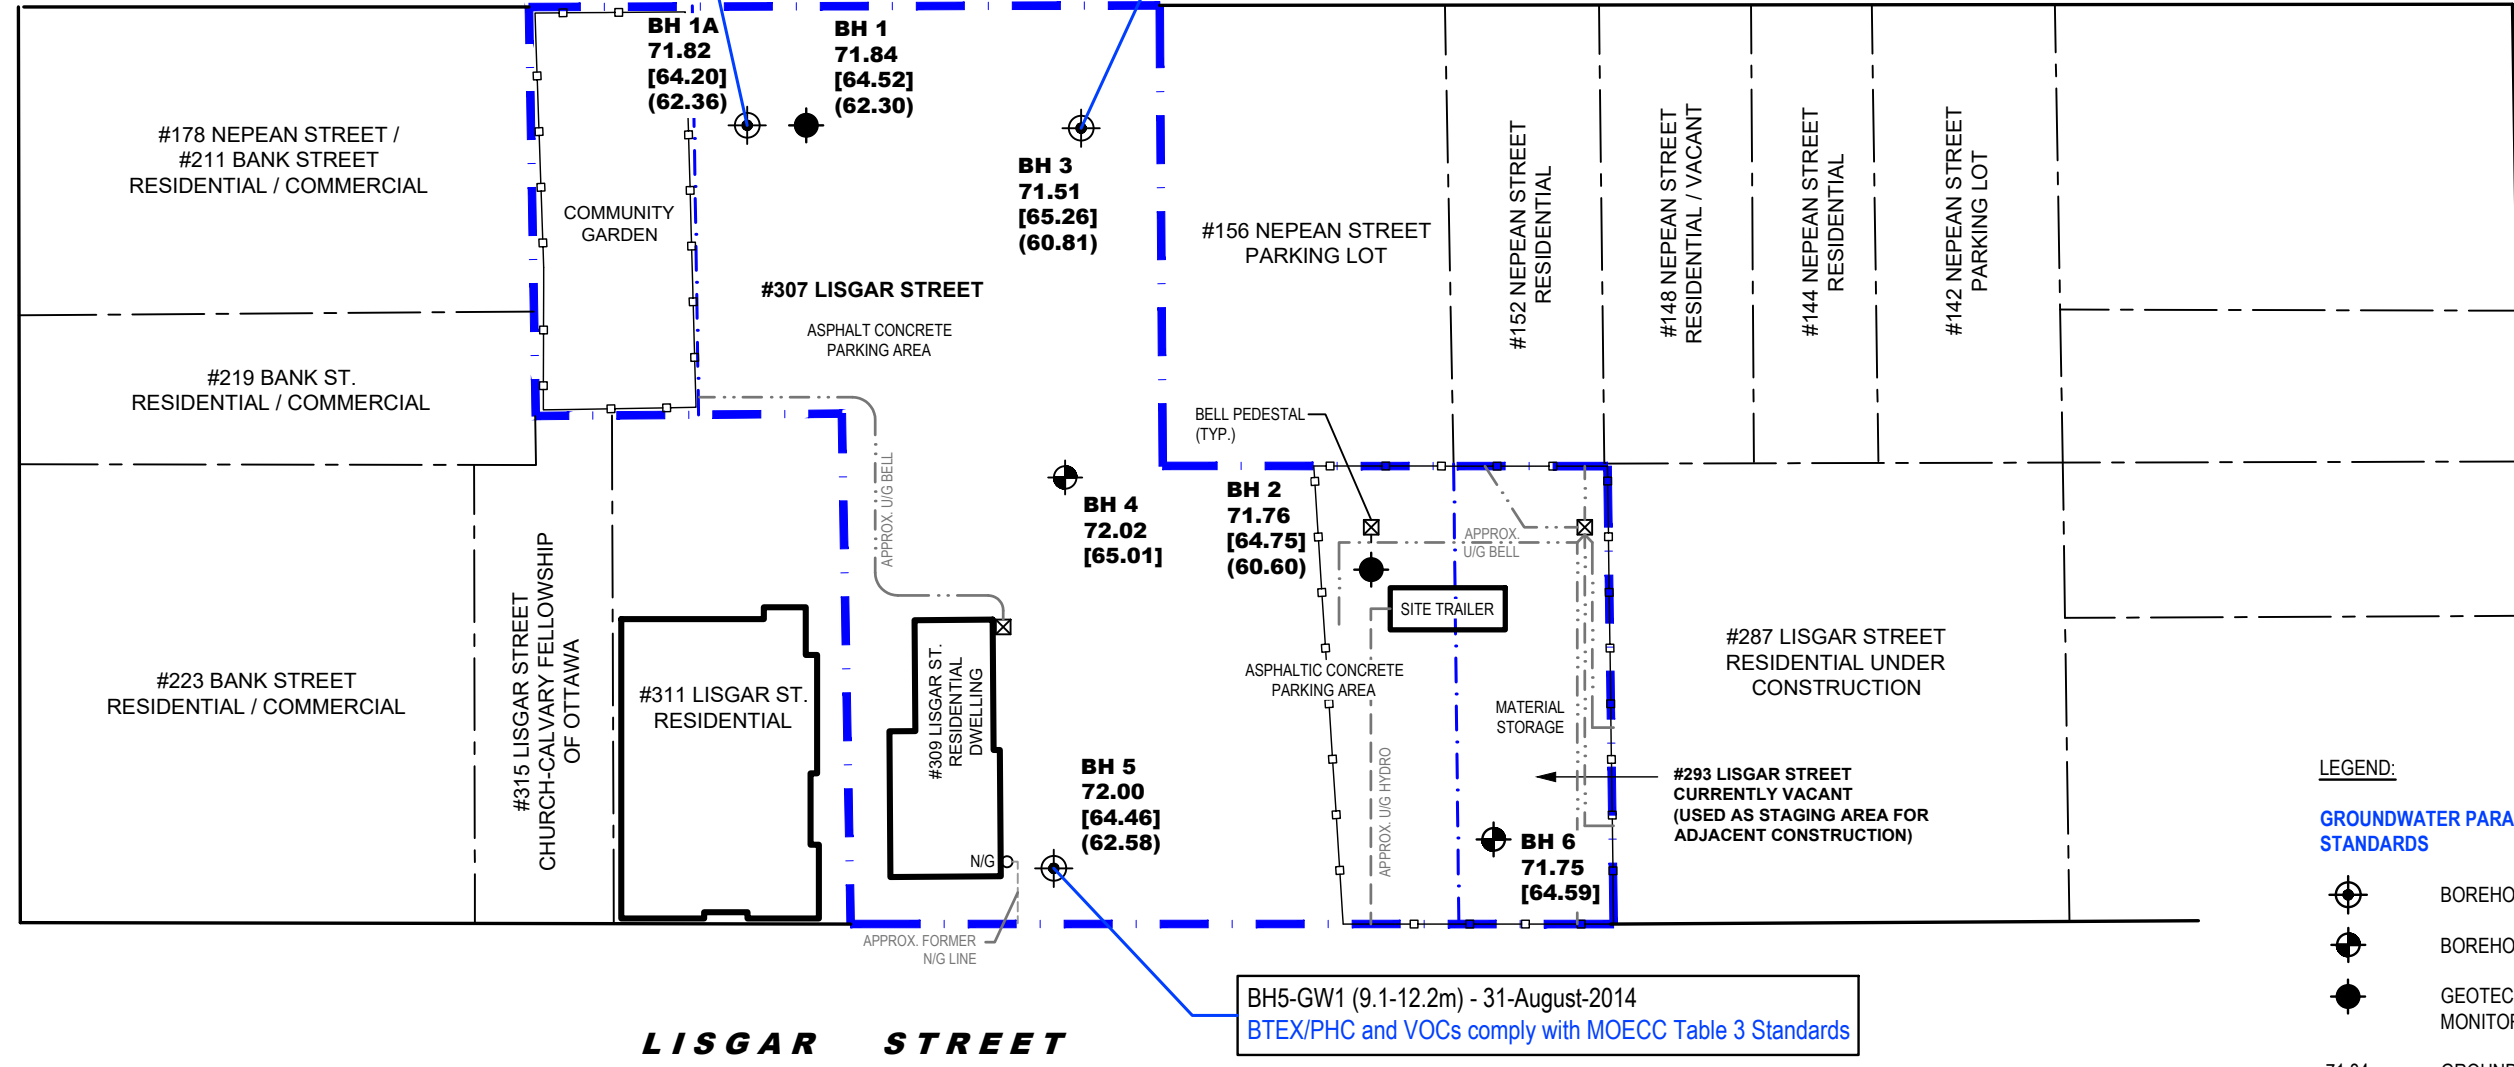 BH 1A
71.82
[64.20]
(62.36)
BH 1
71.84
[64.52]
(62.30)
#178 NEPEAN STREET /
#211 BANK STREET
RESIDENTIAL / COMMERCIAL
COMMUNITY
GARDEN
BH 3
71.51
[65.26]
(60.81)
#156 NEPEAN STREET
PARKING LOT
#152 NEPEAN STREET
RESIDENTIAL
#148 NEPEAN STREET
RESIDENTIAL / VACANT
#144 NEPEAN STREET
RESIDENTIAL
#142 NEPEAN STREET
PARKING LOT
#307 LISGAR STREET
ASPHALT CONCRETE
PARKING AREA
#219 BANK ST.
RESIDENTIAL / COMMERCIAL
BELL PEDESTAL
(TYP.)
APPROX. U/G BELL
BH 4
72.02
[65.01]
BH 2
71.76
[64.75]
(60.60)
APPROX.
U/G BELL
SITE TRAILER
#223 BANK STREET
RESIDENTIAL / COMMERCIAL
#315 LISGAR STREET
CHURCH-CALVARY FELLOWSHIP
OF OTTAWA
#311 LISGAR ST.
RESIDENTIAL
#309 LISGAR ST.
RESIDENTIAL
DWELLING
ASPHALTIC CONCRETE
PARKING AREA
#287 LISGAR STREET
RESIDENTIAL UNDER
CONSTRUCTION
MATERIAL
STORAGE
APPROX. U/G HYDRO
#293 LISGAR STREET
CURRENTLY VACANT
(USED AS STAGING AREA FOR
ADJACENT CONSTRUCTION)
BH 5
72.00
[64.46]
(62.58)
N/G
BH 6
71.75
[64.59]
APPROX. FORMER
N/G LINE
BH5-GW1 (9.1-12.2m) - 31-August-2014
BTEX/PHC and VOCs comply with MOECC Table 3 Standards
LISGAR STREET
LEGEND:
GROUNDWATER PARA
STANDARDS
BOREHO
BOREHO
GEOTEC
MONITOR